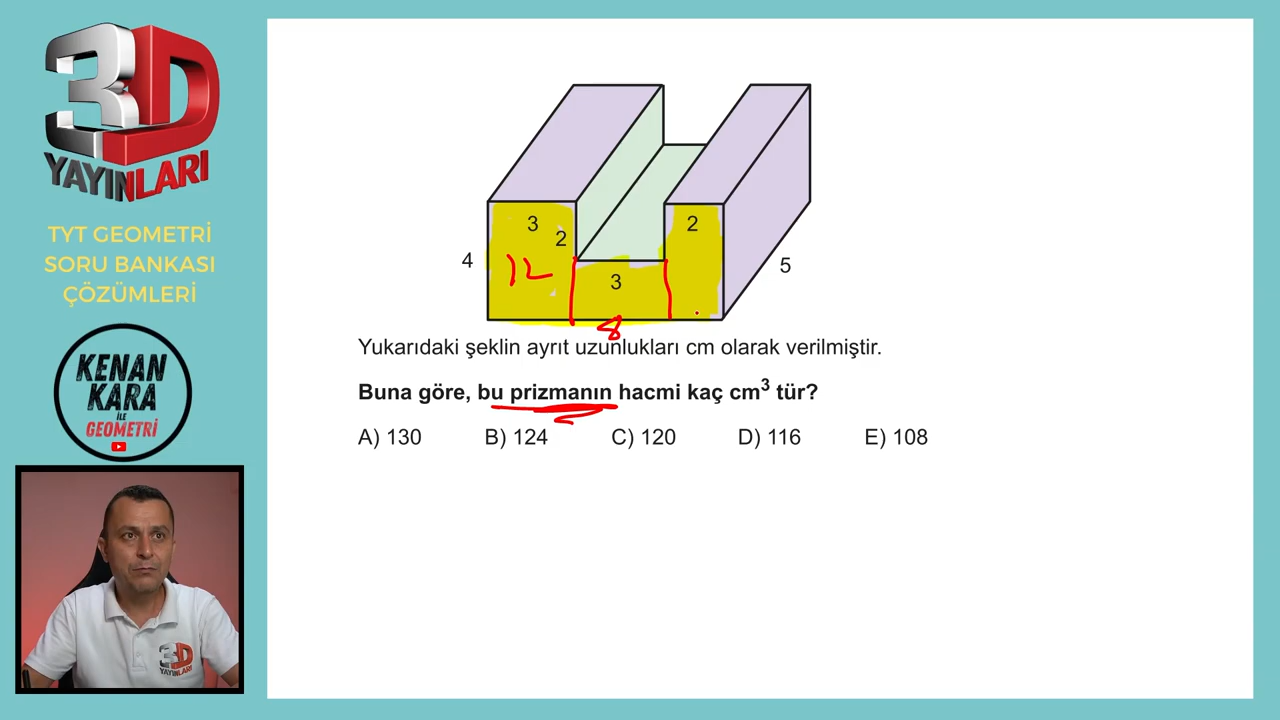 3D
YAYINLARI
TYT GEOMETRİ
SORU BANKASI
ÇÖZÜMLERİ
KENAN
KARA
İLE
GEOMETRİ
3D
YAYINLARI
3
2
2
4
12
3
5
8
Yukarıdaki şeklin ayrıt uzunlukları cm olarak verilmiştir.
Buna göre, bu prizmanın hacmi kaç cm³ tür?
A) 130 B) 124 C) 120 D) 116 E) 108